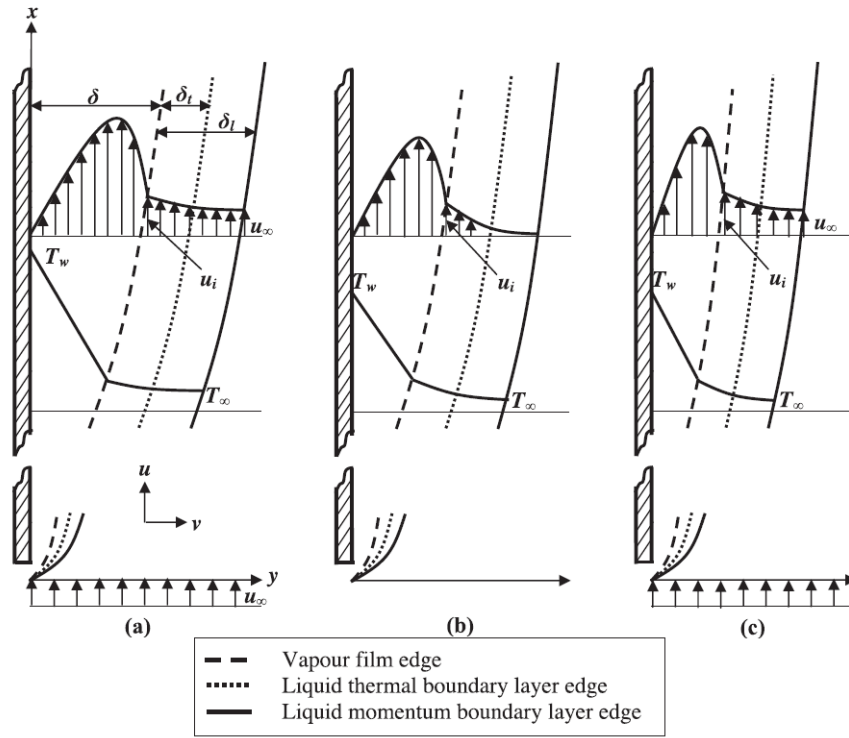 x
δ δt
δl
u∞ u∞
Tw Tw Tw
ui ui ui
T∞ T∞ T∞
u
v
y
u∞
(a) (b) (c)
Vapour film edge
Liquid thermal boundary layer edge
Liquid momentum boundary layer edge